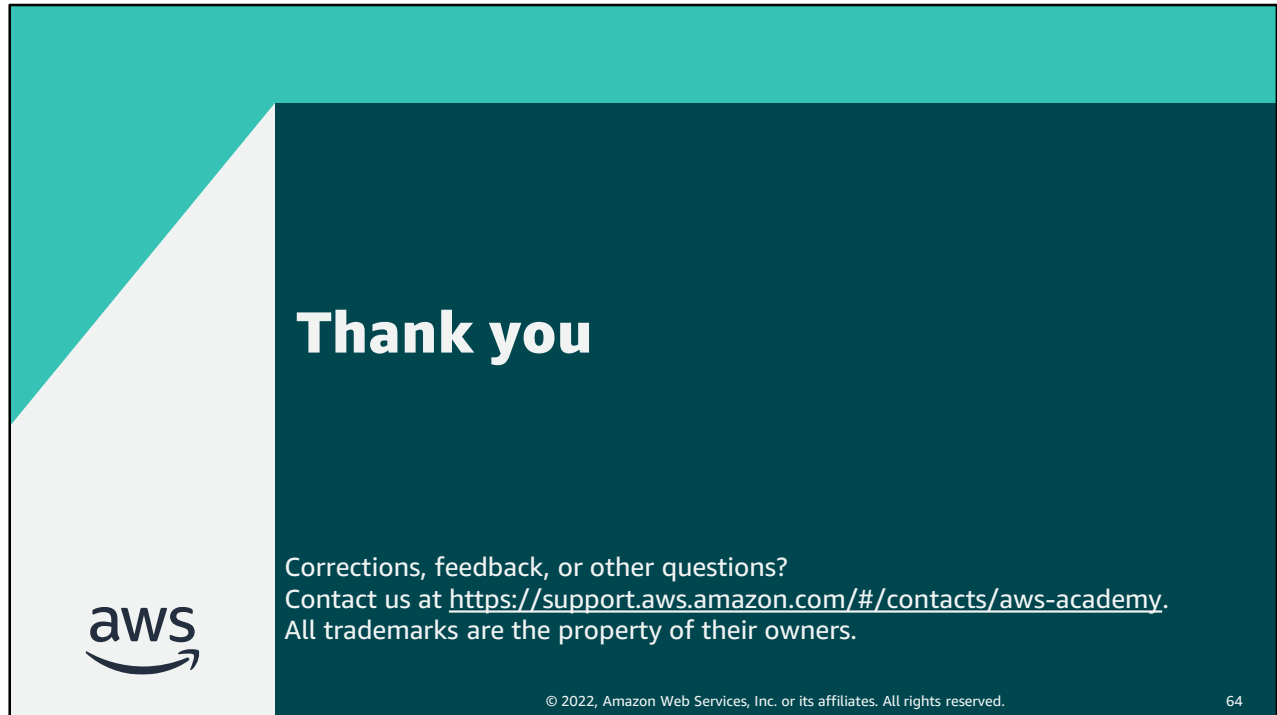 Thank you
Corrections, feedback, or other questions?
Contact us at https://support.aws.amazon.com/#/contacts/aws-academy.
All trademarks are the property of their owners.
aws
© 2022, Amazon Web Services, Inc. or its affiliates. All rights reserved.
64